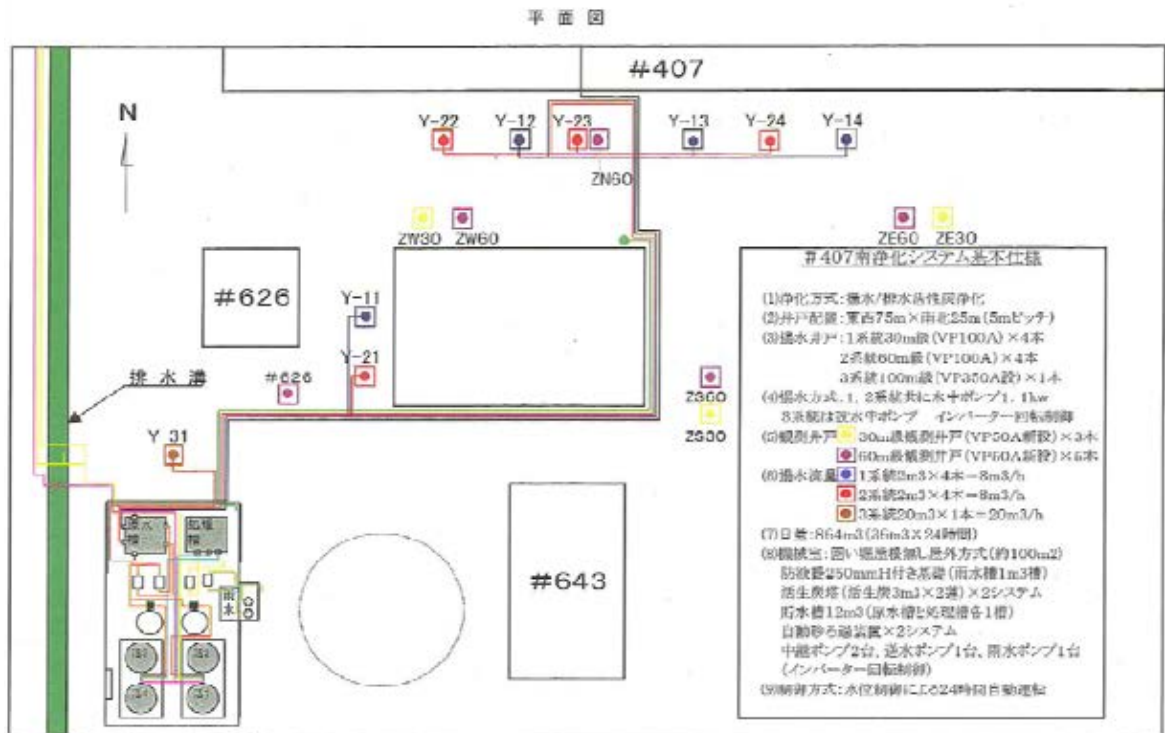 平面図
#407
N
Y-22 Y-12 Y-23 Y-13 Y-24 Y-14
ZN60
ZW30 ZW60 ZE60 ZE30
#626
Y-11
Y-21
#626
排水溝
Y 31
ZS60
ZS30
#643
原水槽
処理槽
雨水
#407南浄化システム基本仕様
(1)浄化方式:揚水/排水活性炭浄化
(2)井戸配置:東西75m×南北25m(5mピッチ)
(3)揚水井戸:1系統30m級(VP100A)×4本
2系統60m級(VP100A)×4本
3系統100m級(VP350A設)×1本
(4)揚水方式.1、2系統共に水中ポンプ1.1kw
3系統は 水中ポンプ インバーター回転制御
(5)観測井戸 30m級観測井戸(VP50A新設)×3本
60m級観測井戸(VP50A新設)×5本
(6)揚水流量 1系統2m3×4本=8m3/h
2系統2m3×4本=8m3/h
3系統20m3×1本=20m3/h
(7)日量:864m3(36m3×24時間)
(8)機械室:囲い堀屋根無し屋外方式(約100m2)
防液器250mmH付き基礎(雨水槽1m3槽)
活性炭塔(活性炭3m3×2連)×2システム
貯水槽12m3(原水槽と処理槽各1槽)
自動砂ろ過装置×2システム
中継ポンプ2台、送水ポンプ1台、雨水ポンプ1台
(インバーター回転制御)
(9)制御方式:水位制御による24時間自動運転